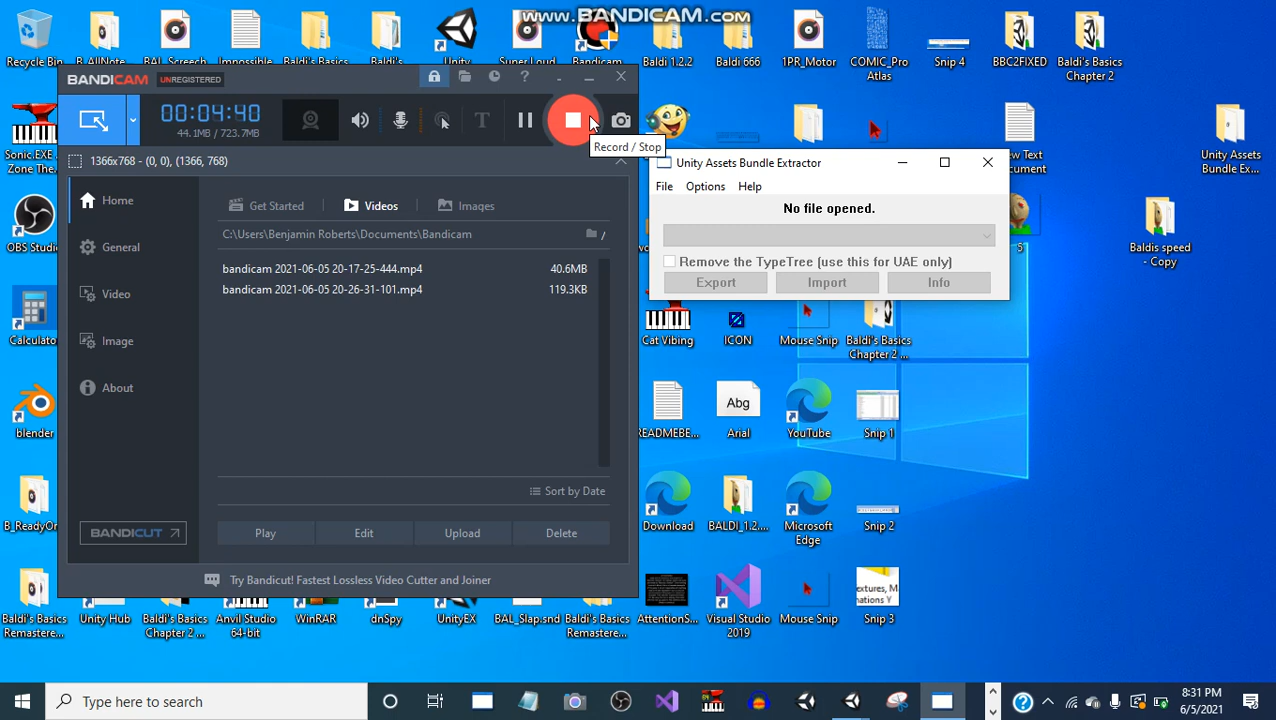 www.BANDICAM.com
Recycle Bin
B_AllNote...
BAL_Screech
Impossible
Baldi's
Baldi's
Unity
Super Loud
Bandicam
Baldi 1.2.2
Baldi 666
1PR_Motor
COMIC_Pro
Atlas
Snip 4
BBC2FIXED
Baldi's Basics
Chapter 2
BANDICAM UNREGISTERED
00:04:40
44.1MB / 723.7MB
T
Record / Stop
1366x768 - (0, 0), (1366, 768)
Home
General
Video
Image
About
BANDICUT
Get Started
Videos
Images
C:\Users\Benjamin Roberts\Documents\Bandicam
/
bandicam 2021-06-05 20-17-25-444.mp4 40.6MB
bandicam 2021-06-05 20-26-31-101.mp4 119.3KB
Sort by Date
Play Edit Upload Delete
Try Bandicut! Fastest Lossless Video Cutter and Joiner
Unity Assets Bundle Extractor
File Options Help
No file opened.
Remove the TypeTree (use this for UAE only)
Export Import Info
Sonic.EXE
Zone The...
OBS Studio
Calculator
blender
B_ReadyOr
Baldi's Basics
Remastere...
Unity Hub
Baldi's Basics
Chapter 2 ...
Anvil Studio
64-bit
WinRAR
dnSpy
UnityEX
BAL_Slap.snd
Baldi's Basics
Remastere...
AttentionS...
Visual Studio
2019
Mouse Snip
Snip 3
Cat Vibing
ICON
Mouse Snip
Baldi's Basics
Chapter 2 ...
READMEBE...
Abg
Arial
YouTube
Snip 1
Download
BALDI_1.2....
Microsoft
Edge
Snip 2
ew Text
ocument
6
Unity Assets
Bundle Ex...
Baldis speed
- Copy
Type here to search
8:31 PM
6/5/2021